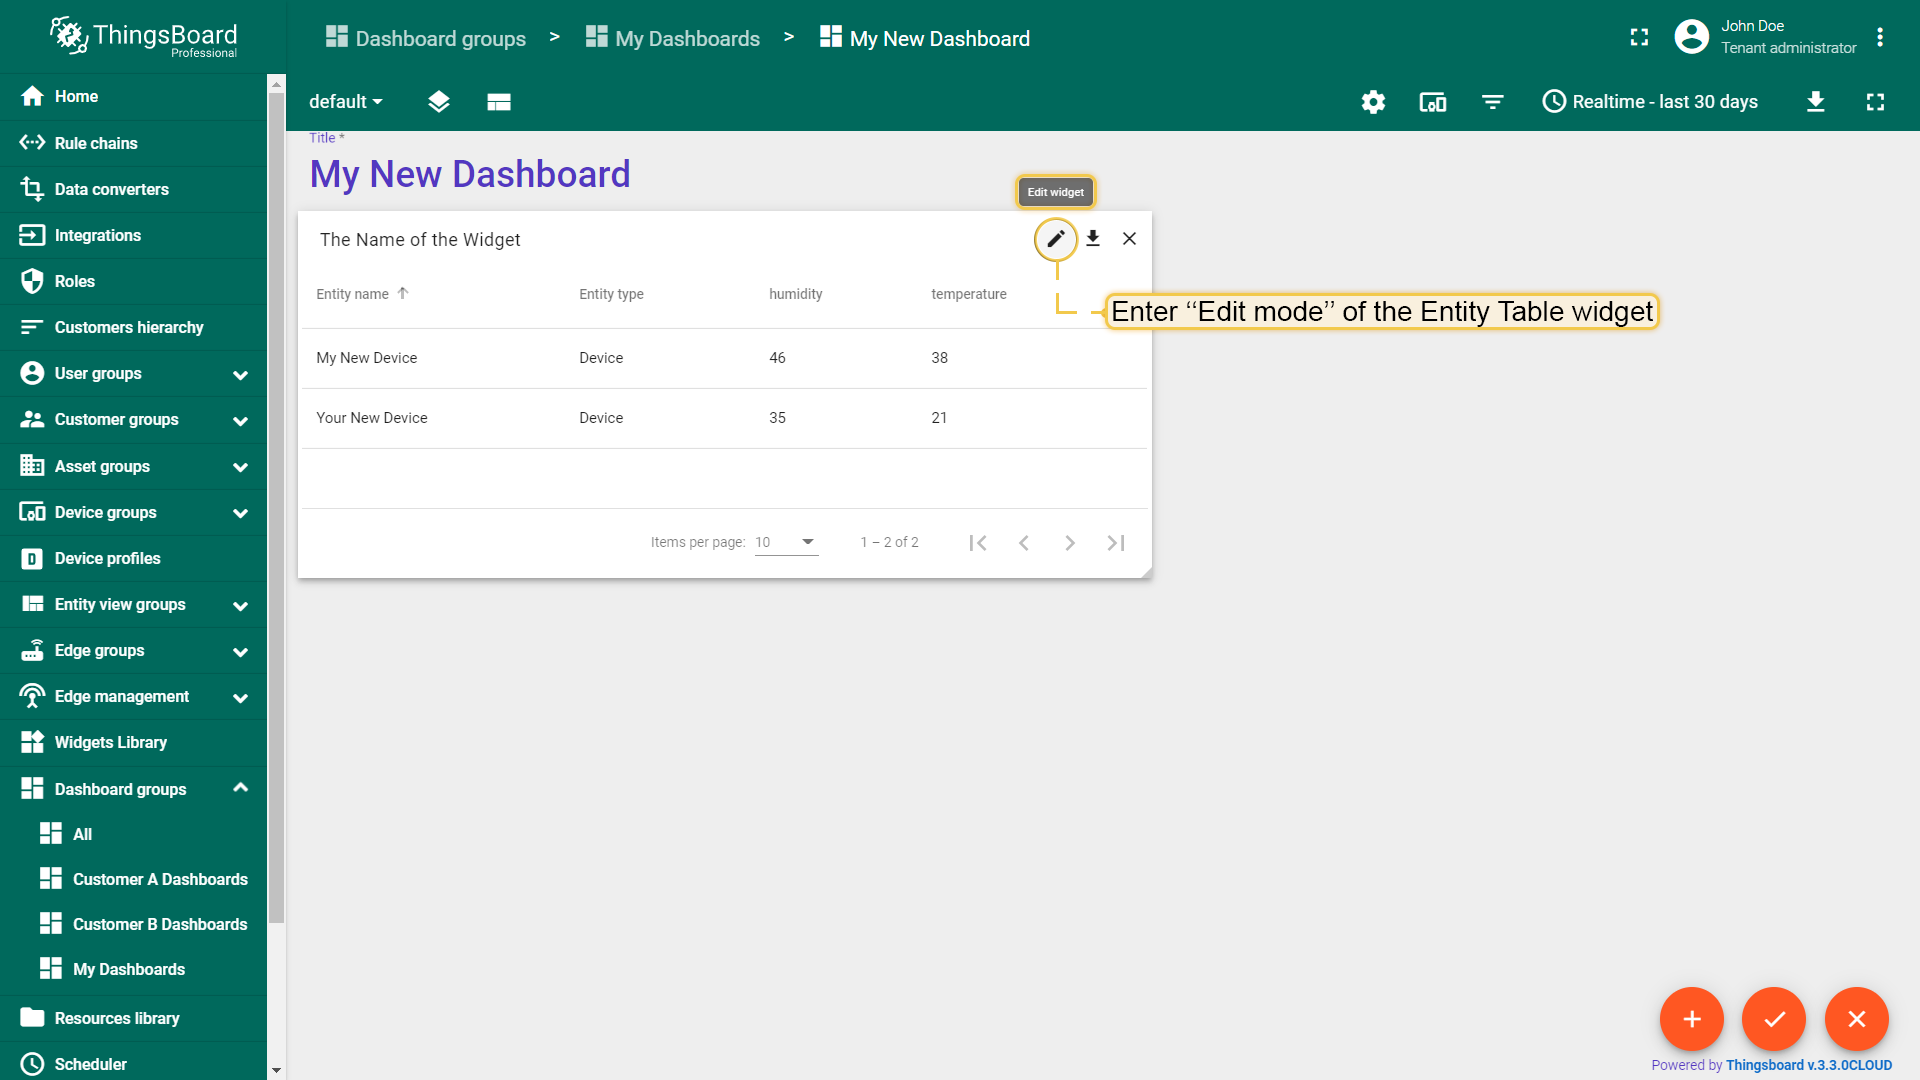 ThingsBoard
Professional
Dashboard groups > My Dashboards > My New Dashboard
John Doe
Tenant administrator
default
Realtime - last 30 days
Home
Rule chains
Data converters
Integrations
Roles
Customers hierarchy
User groups
Customer groups
Asset groups
Device groups
Device profiles
Entity view groups
Edge groups
Edge management
Widgets Library
Dashboard groups
All
Customer A Dashboards
Customer B Dashboards
My Dashboards
Resources library
Scheduler
Title *
My New Dashboard
Edit widget
The Name of the Widget
Entity name Entity type humidity temperature
Enter “Edit mode” of the Entity Table widget
My New Device Device 46 38
Your New Device Device 35 21
Items per page: 10 1 – 2 of 2
Powered by Thingsboard v.3.3.0CLOUD